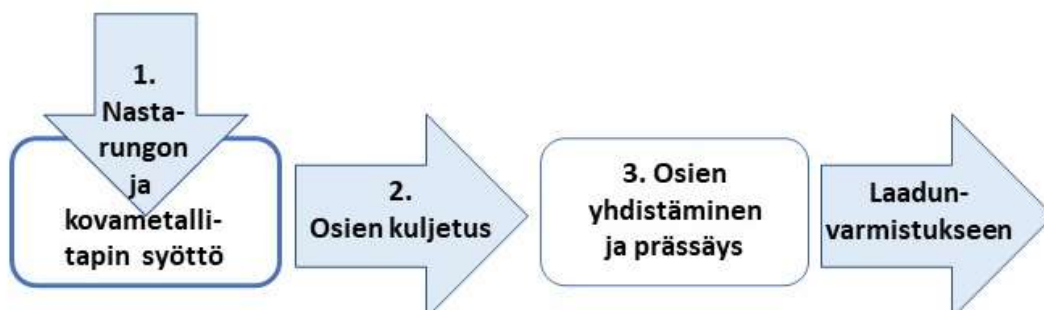 1.
Nasta-
rungon
ja
kovametalli-
tapin syöttö
2.
Osien kuljetus
3. Osien
yhdistäminen
ja prässäys
Laadun-
varmistukseen